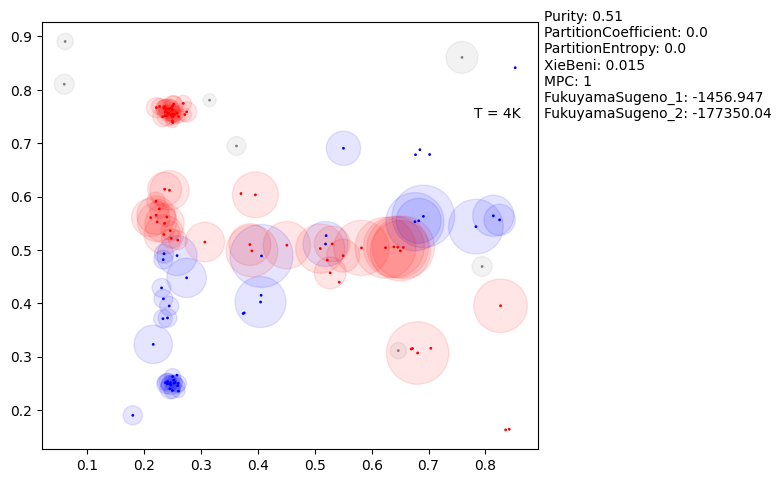 Purity: 0.51
PartitionCoefficient: 0.0
PartitionEntropy: 0.0
XieBeni: 0.015
MPC: 1
FukuyamaSugeno_1: -1456.947
FukuyamaSugeno_2: -177350.04
T = 4K
0.9
0.8
0.7
0.6
0.5
0.4
0.3
0.2
0.1 0.2 0.3 0.4 0.5 0.6 0.7 0.8